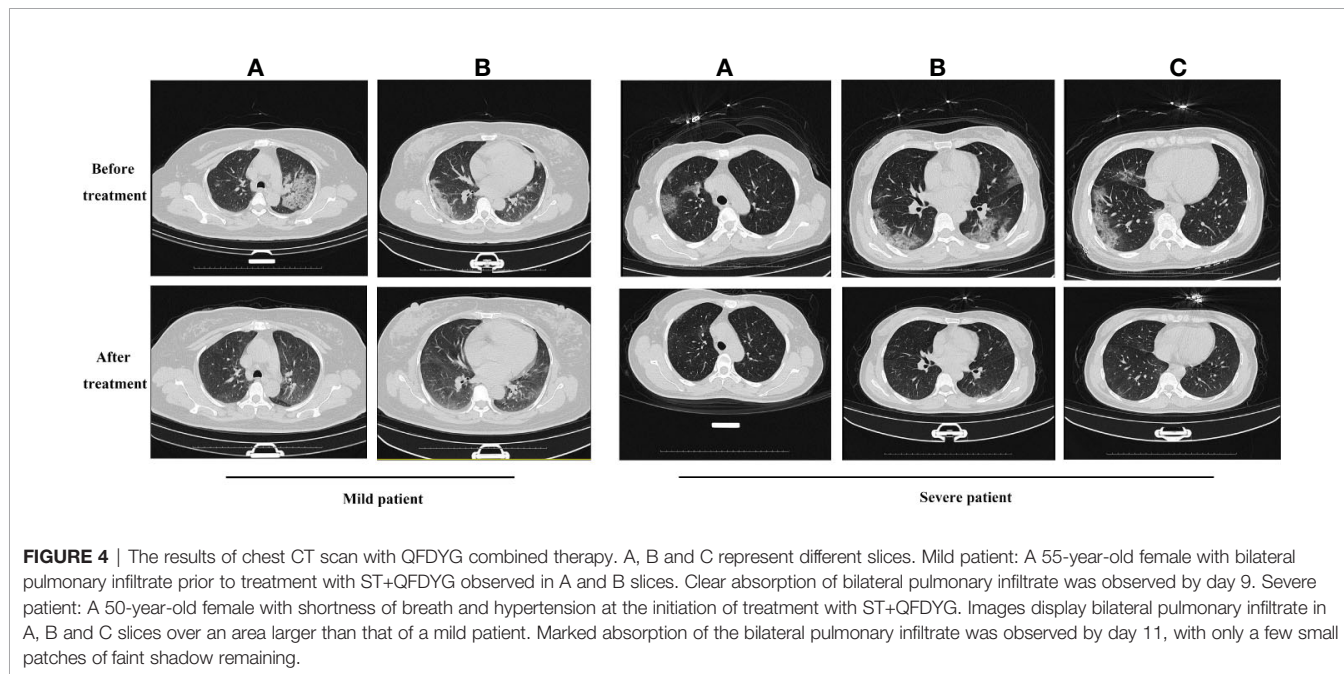 A B A B C
Before
treatment
After
treatment
Mild patient Severe patient
FIGURE 4 | The results of chest CT scan with QFDYG combined therapy. A, B and C represent different slices. Mild patient: A 55-year-old female with bilateral
pulmonary infiltrate prior to treatment with ST+QFDYG observed in A and B slices. Clear absorption of bilateral pulmonary infiltrate was observed by day 9. Severe
patient: A 50-year-old female with shortness of breath and hypertension at the initiation of treatment with ST+QFDYG. Images display bilateral pulmonary infiltrate in
A, B and C slices over an area larger than that of a mild patient. Marked absorption of the bilateral pulmonary infiltrate was observed by day 11, with only a few small
patches of faint shadow remaining.